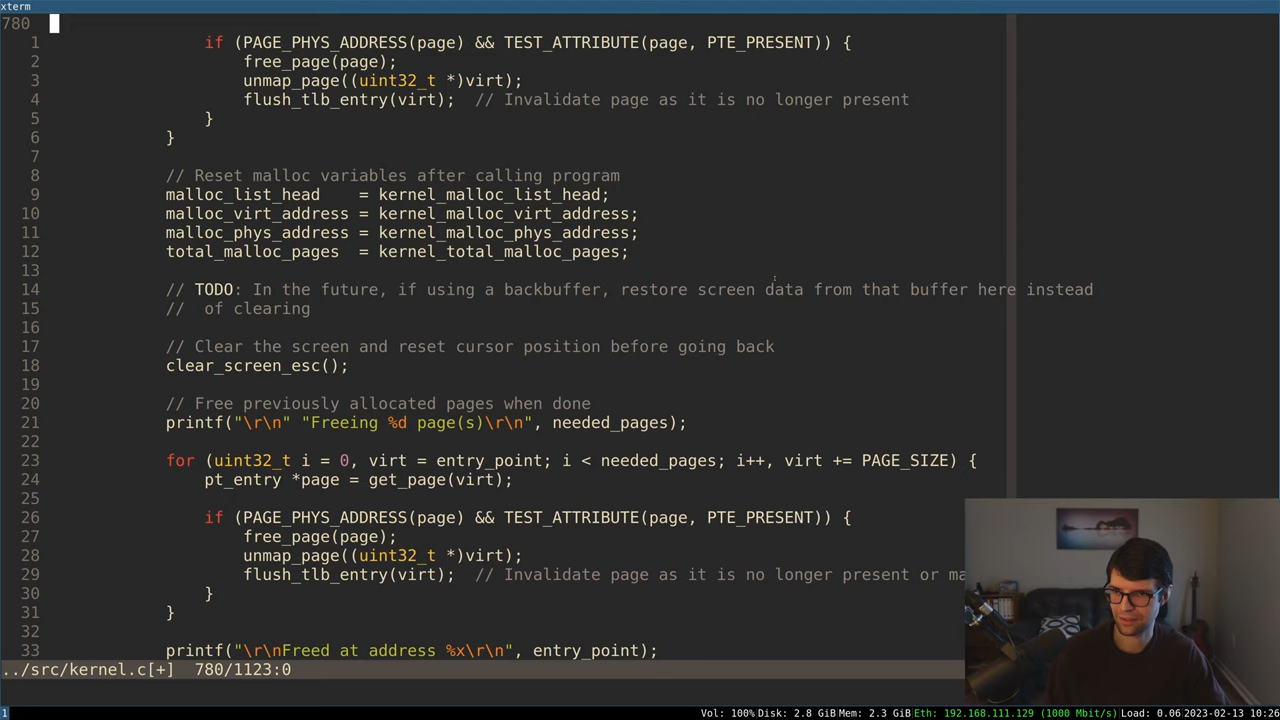 xterm
780
1 if (PAGE_PHYS_ADDRESS(page) && TEST_ATTRIBUTE(page, PTE_PRESENT)) {
2 free_page(page);
3 unmap_page((uint32_t *)virt);
4 flush_tlb_entry(virt);  // Invalidate page as it is no longer present
5 }
6 }
7
8 // Reset malloc variables after calling program
9 malloc_list_head    = kernel_malloc_list_head;
10 malloc_virt_address = kernel_malloc_virt_address;
11 malloc_phys_address = kernel_malloc_phys_address;
12 total_malloc_pages  = kernel_total_malloc_pages;
13
14 // TODO: In the future, if using a backbuffer, restore screen data from that buffer here instead
15 //  of clearing
16
17 // Clear the screen and reset cursor position before going back
18 clear_screen_esc();
19
20 // Free previously allocated pages when done
21 printf("\r\n" "Freeing %d page(s)\r\n", needed_pages);
22
23 for (uint32_t i = 0, virt = entry_point; i < needed_pages; i++, virt += PAGE_SIZE) {
24 pt_entry *page = get_page(virt);
25
26 if (PAGE_PHYS_ADDRESS(page) && TEST_ATTRIBUTE(page, PTE_PRESENT)) {
27 free_page(page);
28 unmap_page((uint32_t *)virt);
29 flush_tlb_entry(virt);  // Invalidate page as it is no longer present or
30 }
31 }
32
33 printf("\r\nFreed at address %x\r\n", entry_point);
../src/kernel.c[+]  780/1123:0
1 Vol: 100% Disk: 2.8 GiB Mem: 2.3 GiB Eth: 192.168.111.129 (1000 Mbit/s) Load: 0.06 2023-02-13 10:26